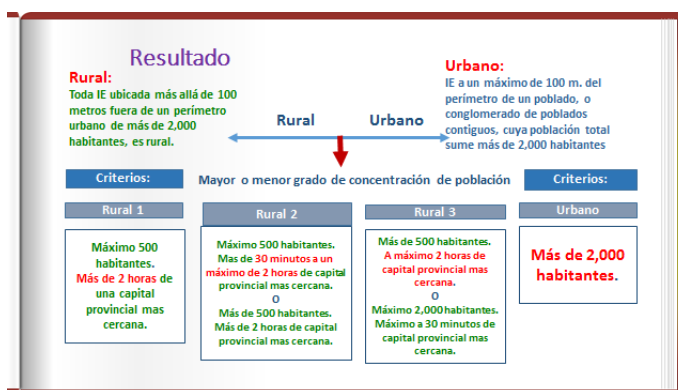 Resultado
Rural:
Toda IE ubicada más allá de 100
metros fuera de un perímetro
urbano de más de 2,000
habitantes, es rural.
Urbano:
IE a un máximo de 100 m. del
perímetro de un poblado, o
conglomerado de poblados
contiguos, cuya población total
sume más de 2,000 habitantes
Rural
Urbano
Criterios:
Mayor o menor grado de concentración de población
Criterios:
Rural 1
Rural 2
Rural 3
Urbano
Máximo 500
habitantes.
Más de 2 horas de
una capital
provincial mas
cercana.
Máximo 500 habitantes.
Mas de 30 minutos a un
máximo de 2 horas de capital
provincial mas cercana.
O
Más de 500 habitantes.
Más de 2 horas de capital
provincial mas cercana.
Más de 500 habitantes.
A máximo 2 horas de
capital provincial mas
cercana.
O
Máximo 2,000 habitantes.
Máximo a 30 minutos de
capital provincial mas
cercana.
Más de 2,000
habitantes.